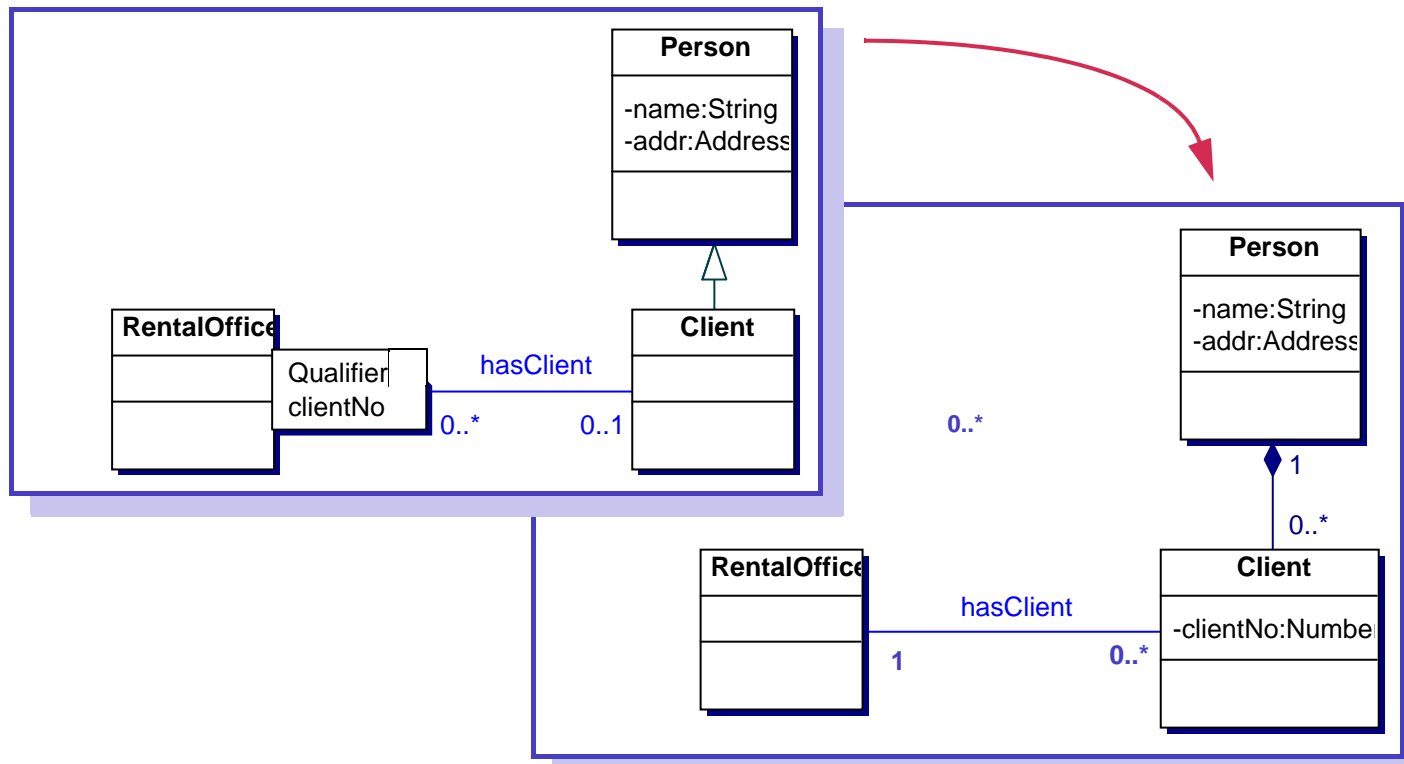 Person
-name:String
-addr:Address
RentalOffice
Client
Qualifier
clientNo
hasClient
0..*
0..1
0..*
Person
-name:String
-addr:Address
1
0..*
RentalOffice
Client
hasClient
-clientNo:Number
1
0..*